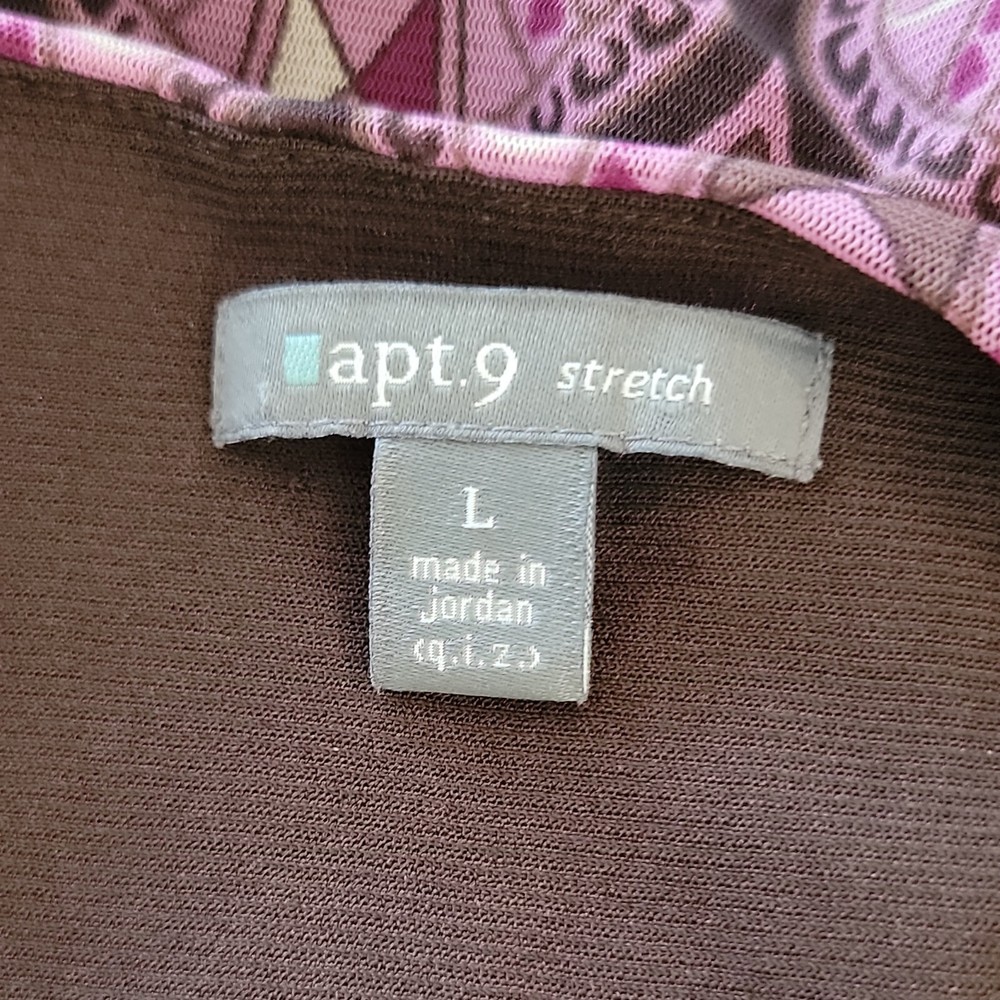 apt.9 stretch
L
made in
jordan
(q.i.z.)